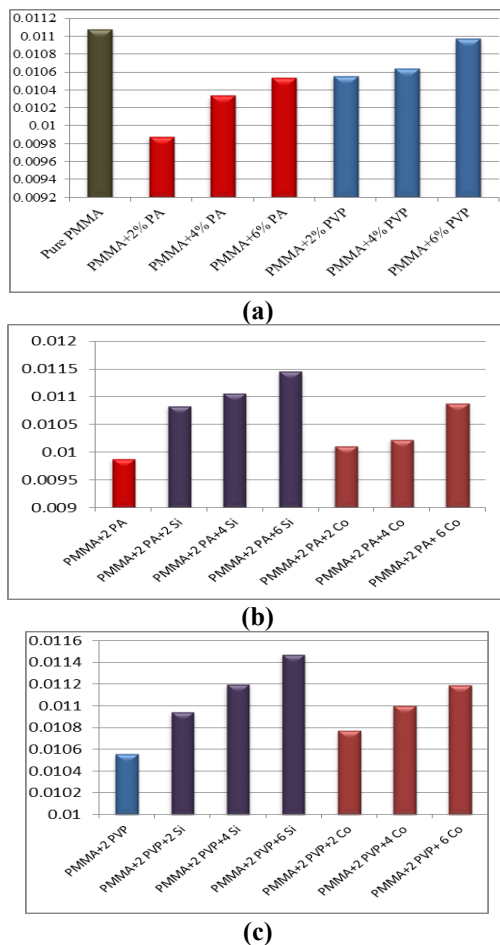 0.0112
0.011
0.0108
0.0106
0.0104
0.0102
0.01
0.0098
0.0096
0.0094
0.0092
Pure PMMA
PMMA+2% PA
PMMA+4% PA
PMMA+6% PA
PMMA+2% PVP
PMMA+4% PVP
PMMA+6% PVP
(a)
0.012
0.0115
0.011
0.0105
0.01
0.0095
0.009
PMMA+2 PA
PMMA+2 PA+2 Si
PMMA+2 PA+4 Si
PMMA+2 PA+6 Si
PMMA+2 PA+2 Co
PMMA+2 PA+4 Co
PMMA+2 PA+ 6 Co
(b)
0.0116
0.0114
0.0112
0.011
0.0108
0.0106
0.0104
0.0102
0.01
PMMA+2 PVP
PMMA+2 PVP+2 Si
PMMA+2 PVP+4 Si
PMMA+2 PVP+6 Si
PMMA+2 PVP+2 Co
PMMA+2 PVP+4 Co
PMMA+2 PVP+ 6 Co
(c)